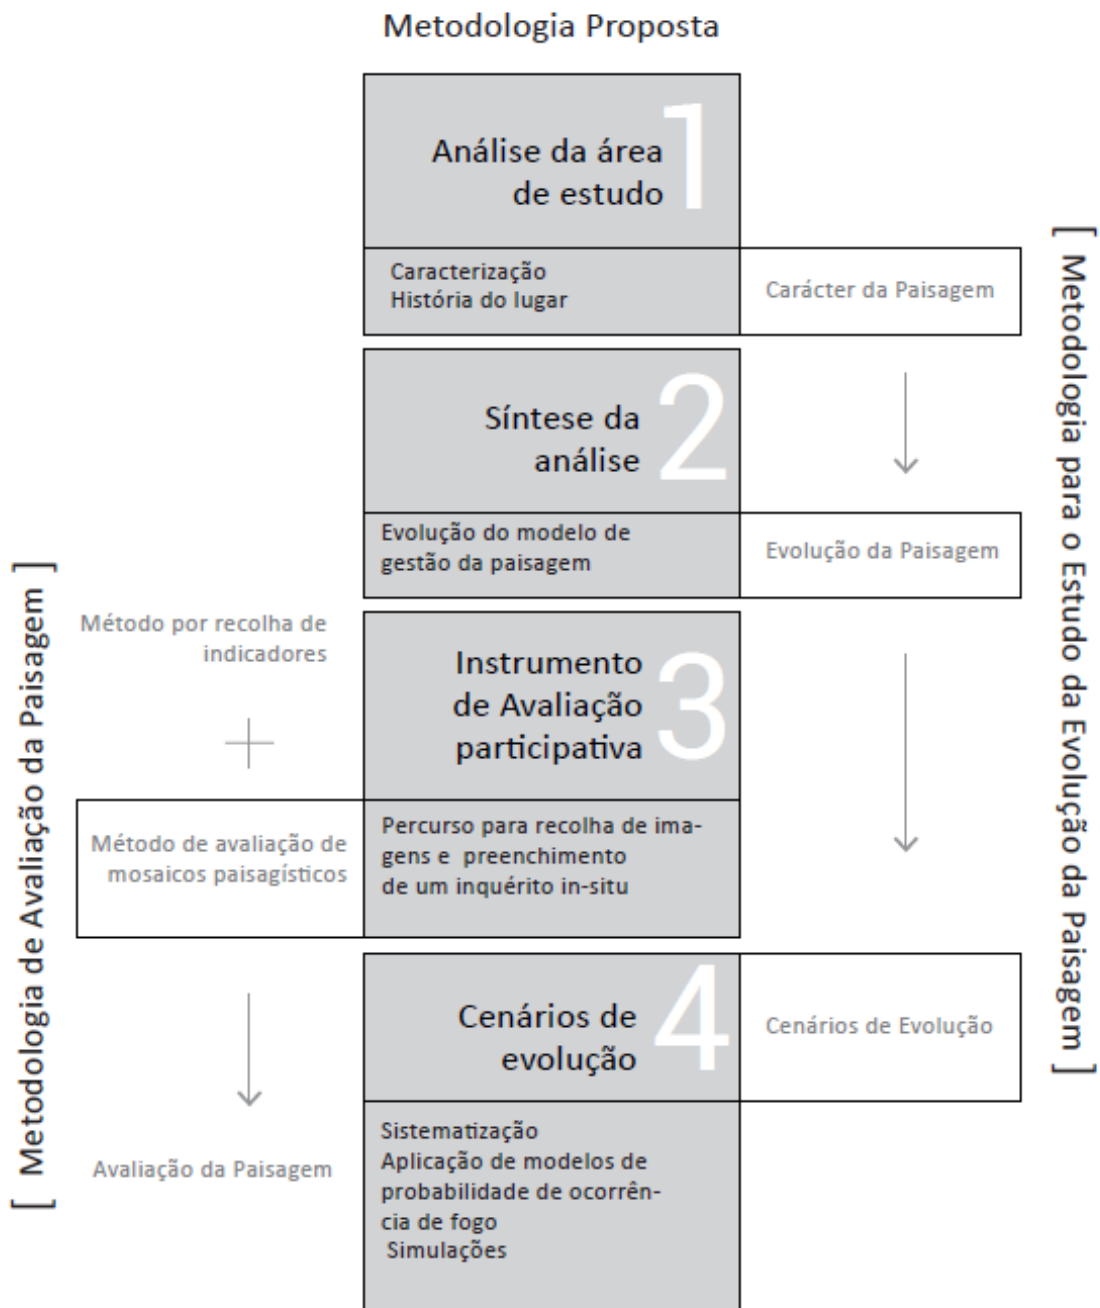 Metodologia Proposta
1
Análise da área
de estudo
Caracterização
História do lugar
Carácter da Paisagem
2
Síntese da
análise
Evolução do modelo de
gestão da paisagem
Evolução da Paisagem
Método por recolha de
indicadores
3
Instrumento
de Avaliação
participativa
Método de avaliação de
mosaicos paisagísticos
Percurso para recolha de ima-
gens e preenchimento
de um inquérito in-situ
4
Cenários de
evolução
Cenários de Evolução
Sistematização
Aplicação de modelos de
probabilidade de ocorrên-
cia de fogo
Simulações
Avaliação da Paisagem
[ Metodologia de Avaliação da Paisagem ]
[ Metodologia para o Estudo da Evolução da Paisagem ]